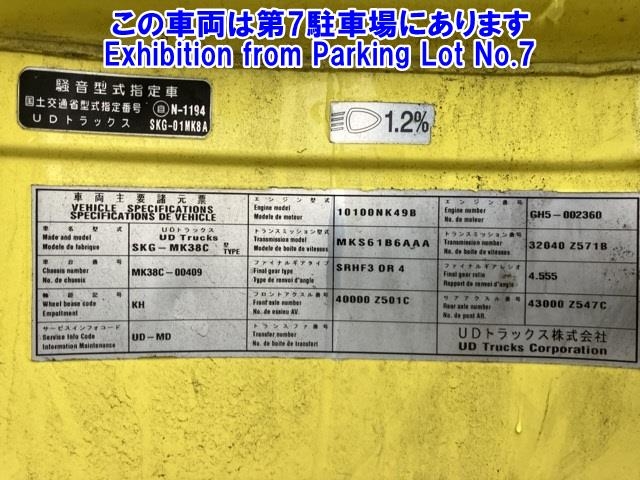 この車両は第7駐車場にあります
Exhibition from Parking Lot No.7
騒音型式指定車
国土交通省型式指定番号 自 N-1194
UDトラックス SKG-01MK8A
1.2%
車両主要諸元票
VEHICLE SPECIFICATIONS
SPECIFICATIONS DE VEHICLE
車名型式
Made and model
Modele de fabrique
UDトラックス
UD Trucks
SKG-MK38C 型 TYPE
車台番号
Chassis number
No. de chassis
MK38C-00409
軸距記号
Wheel bease code
Empattement
KH
サービスインフォコード
Service Info Code
Information Maintenance
UD-MD
エンジン型式
Engine model
Modele de moteur
10100NK49B
トランスミッション型式
Transmission model
Modele de boite de vitesses
MKS61B6AAA
ファイナルギアタイプ
Final gear type
Type de renvoi d'angle
SRHF3 OR 4
フロントアクスル番号
Front axle number
No. de essieu AV.
40000 Z501C
トランスファ番号
Transfer number
No. de boite de transfert
エンジン番号
Engine number
No. de moteur
GH5-002360
トランスミッション番号
Transmission number
No. de boite de vitesses
32040 Z571B
ファイナルギアレシオ
Final gear ratio
Rapport de renvoi d'angle
4.555
リアアクスル番号
Rear axle number
No. de pont AR.
43000 Z547C
UDトラックス株式会社
UD Trucks Corporation